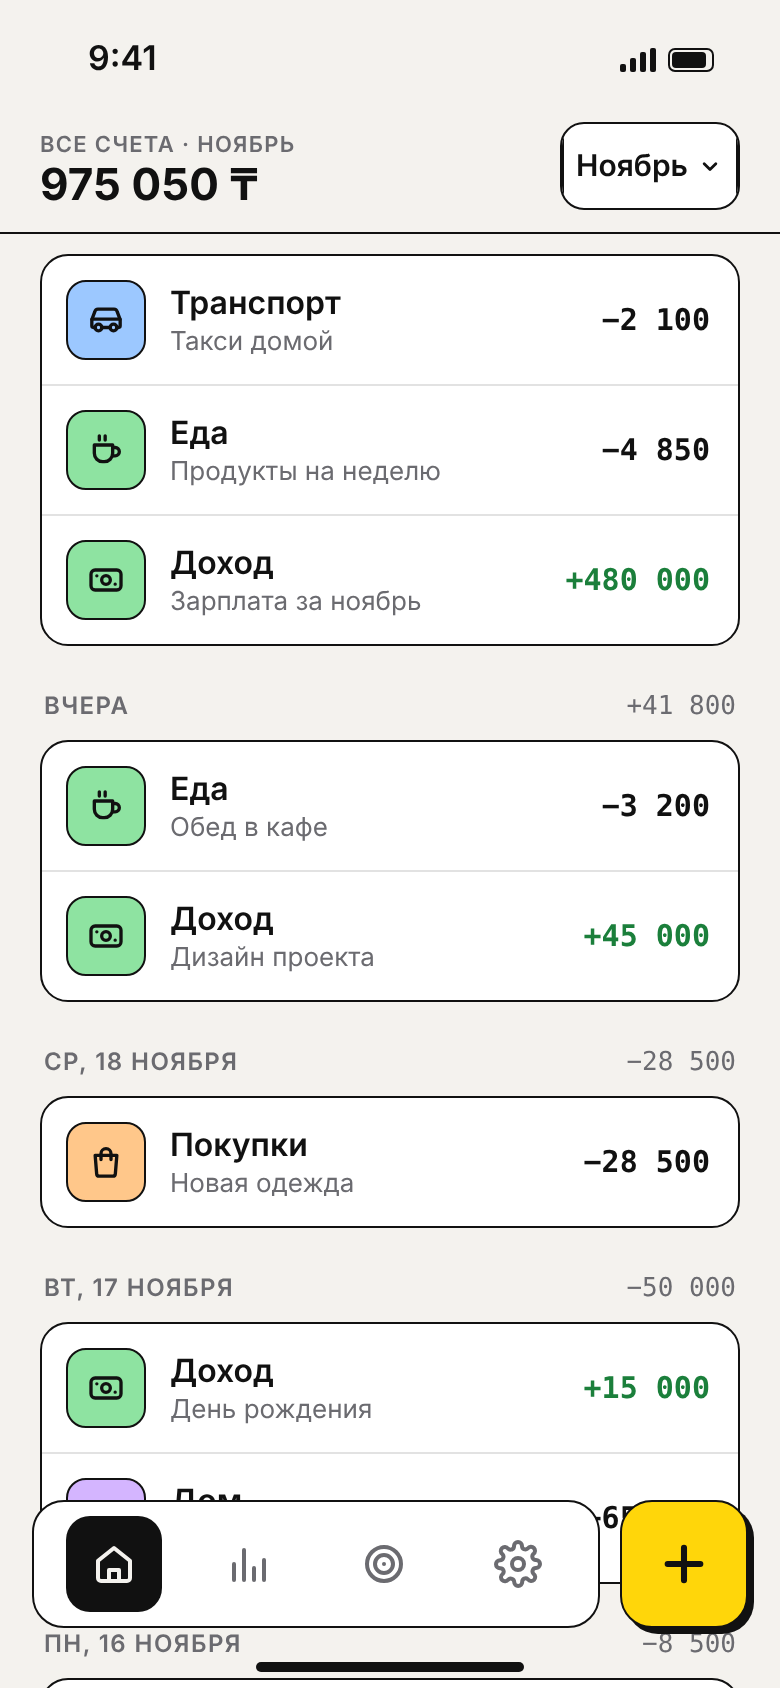 9:41
ВСЕ СЧЕТА · НОЯБРЬ
975 050 ₸
Ноябрь
Транспорт
Такси домой
−2 100
Еда
Продукты на неделю
−4 850
Доход
Зарплата за ноябрь
+480 000
ВЧЕРА
+41 800
Еда
Обед в кафе
−3 200
Доход
Дизайн проекта
+45 000
СР, 18 НОЯБРЯ
−28 500
Покупки
Новая одежда
−28 500
ВТ, 17 НОЯБРЯ
−50 000
Доход
День рождения
+15 000
Дом
ПН, 16 НОЯБРЯ
−8 500